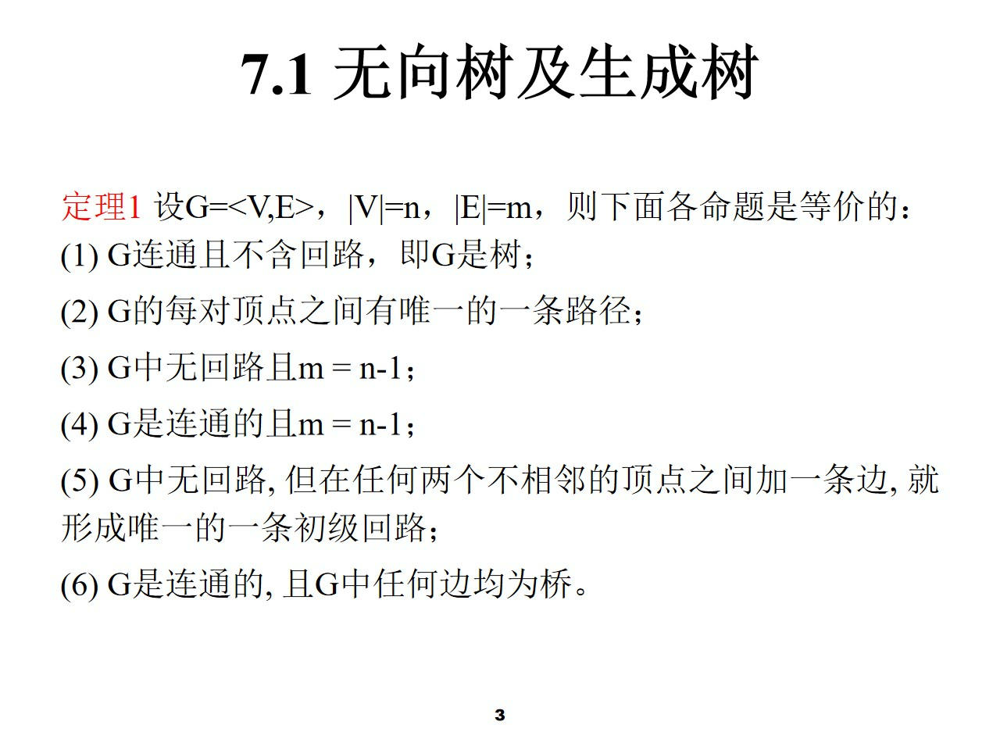 7.1 无向树及生成树
定理1 设G=<V,E>，|V|=n，|E|=m，则下面各命题是等价的：
(1) G连通且不含回路，即G是树；
(2) G的每对顶点之间有唯一的一条路径；
(3) G中无回路且m = n-1；
(4) G是连通的且m = n-1；
(5) G中无回路, 但在任何两个不相邻的顶点之间加一条边, 就
形成唯一的一条初级回路；
(6) G是连通的, 且G中任何边均为桥。
3